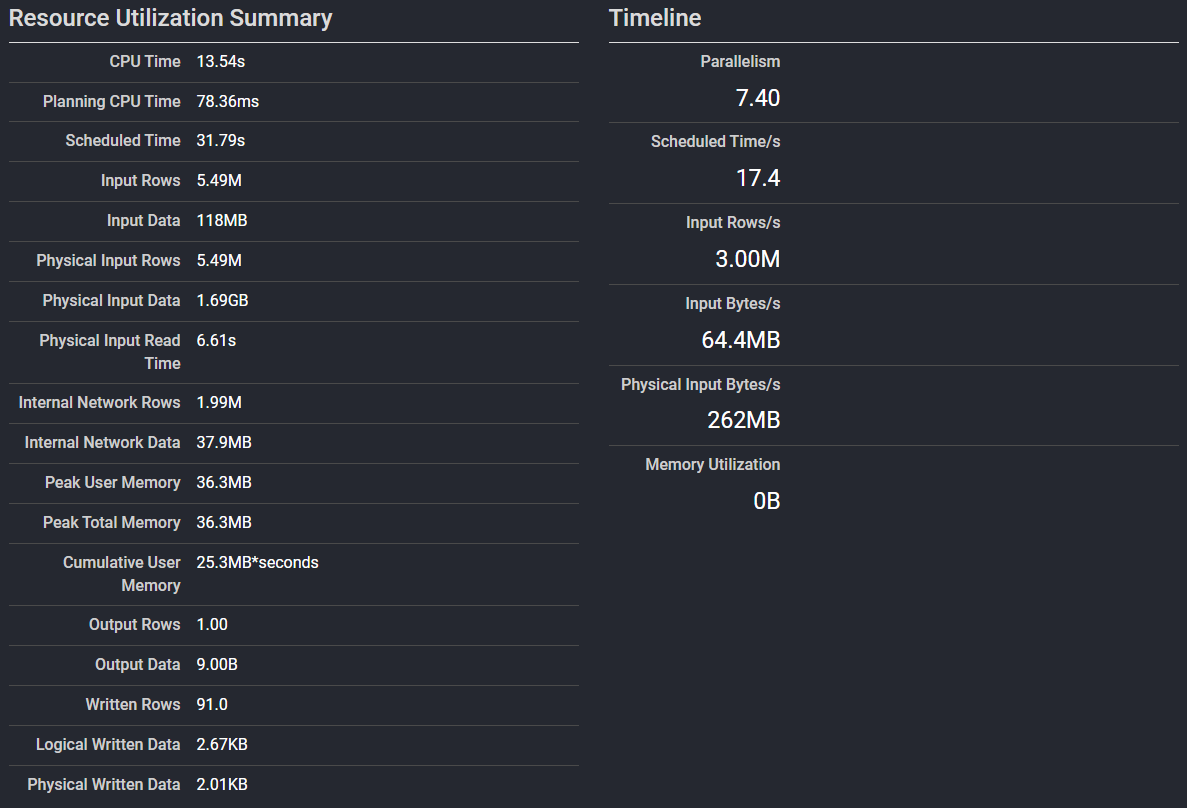 Resource Utilization Summary
CPU Time 13.54s
Planning CPU Time 78.36ms
Scheduled Time 31.79s
Input Rows 5.49M
Input Data 118MB
Physical Input Rows 5.49M
Physical Input Data 1.69GB
Physical Input Read 6.61s
Time
Internal Network Rows 1.99M
Internal Network Data 37.9MB
Peak User Memory 36.3MB
Peak Total Memory 36.3MB
Cumulative User 25.3MB*seconds
Memory
Output Rows 1.00
Output Data 9.00B
Written Rows 91.0
Logical Written Data 2.67KB
Physical Written Data 2.01KB
Timeline
Parallelism
7.40
Scheduled Time/s
17.4
Input Rows/s
3.00M
Input Bytes/s
64.4MB
Physical Input Bytes/s
262MB
Memory Utilization
0B